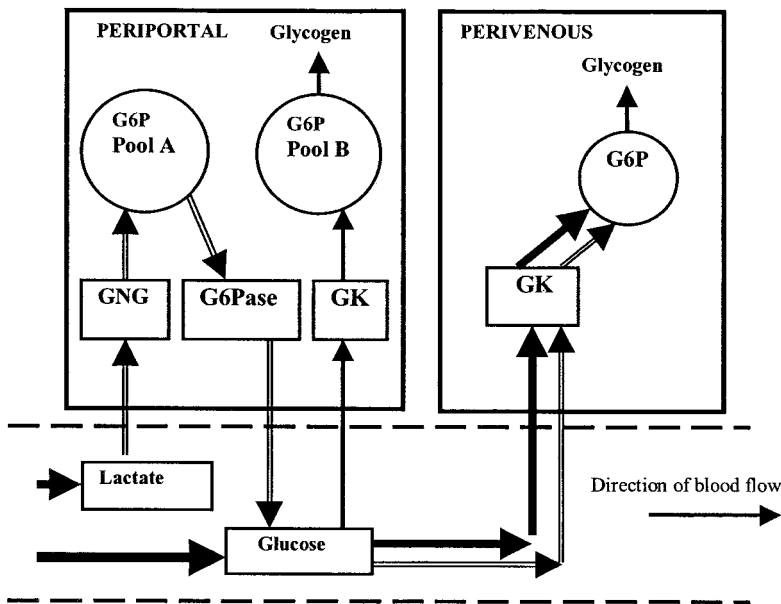 PERIPORTAL
Glycogen
G6P
Pool A
G6P
Pool B
GNG
G6Pase
GK
PERIVENOUS
Glycogen
G6P
GK
Lactate
Glucose
Direction of blood flow